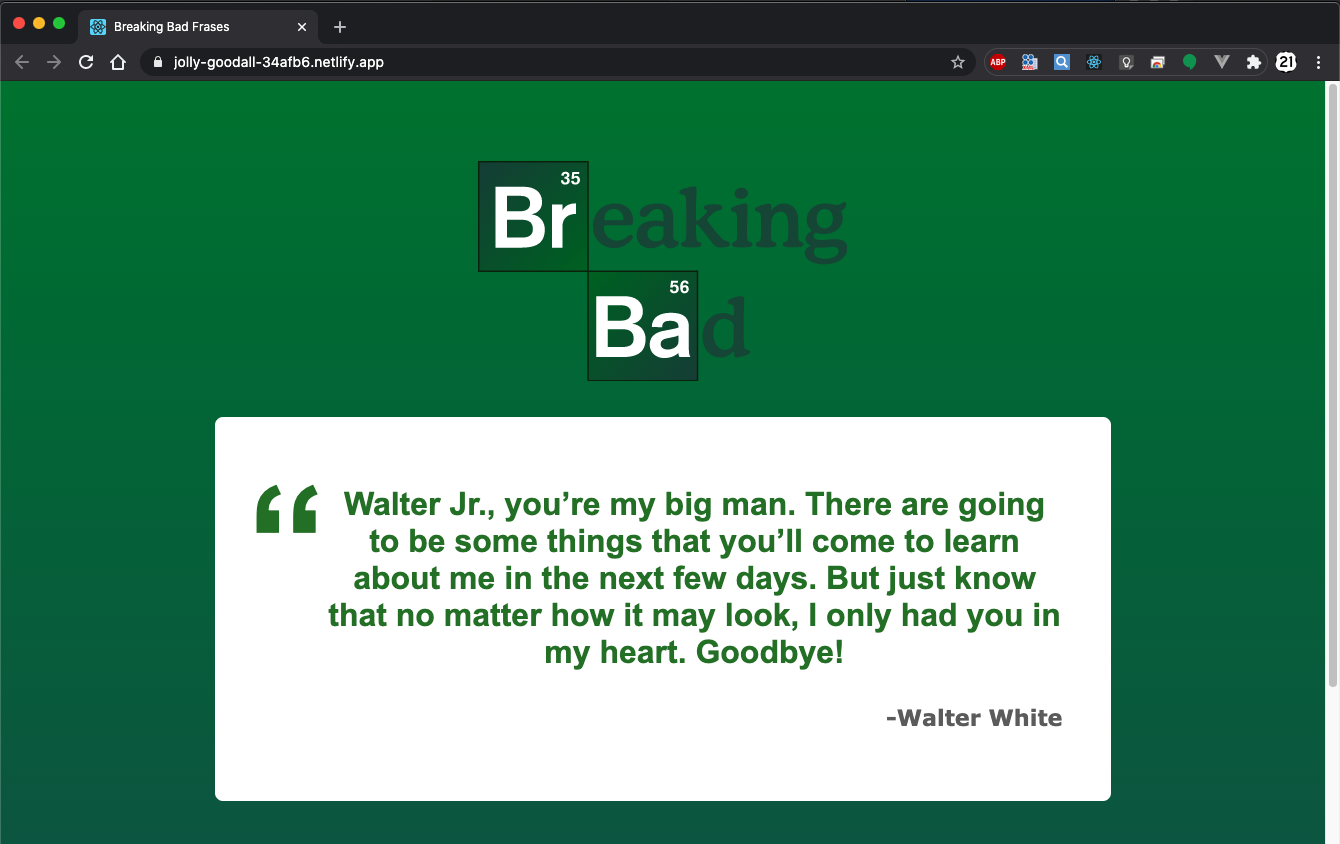 Breaking Bad Frases
jolly-goodall-34afb6.netlify.app
ABP
21
35
Breaking
56
Bad
“ Walter Jr., you’re my big man. There are going
to be some things that you’ll come to learn
about me in the next few days. But just know
that no matter how it may look, I only had you in
my heart. Goodbye!
-Walter White